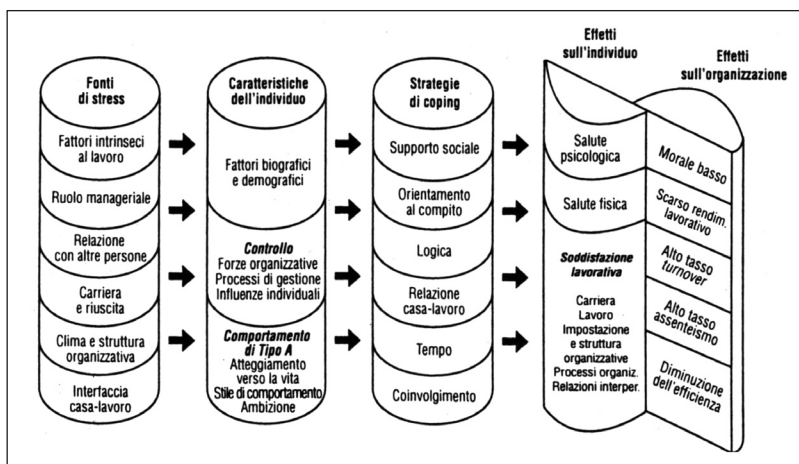 Fonti
di stress
Fattori intrinseci
al lavoro
Ruolo manageriale
Relazione
con altre persone
Carriera
e riuscita
Clima e struttura
organizzativa
Interfaccia
casa-lavoro
Caratteristiche
dell'individuo
Fattori biografici
e demografici
Controllo
Forze organizzative
Processi di gestione
Influenze individuali
Comportamento
di Tipo A
Atteggiamento
verso la vita
Stile di comportamento
Ambizione
Strategie
di coping
Supporto sociale
Orientamento
al compito
Logica
Relazione
casa-lavoro
Tempo
Coinvolgimento
Effetti
sull'individuo
Salute
psicologica
Salute fisica
Soddisfazione
lavorativa
Carriera
Lavoro
Impostazione
e struttura
organizzative
Processi organiz.
Relazioni interper.
Effetti
sull'organizzazione
Morale basso
Scarso rendim.
lavorativo
Alto tasso
turnover
Alto tasso
assenteismo
Diminuzione
dell'efficienza